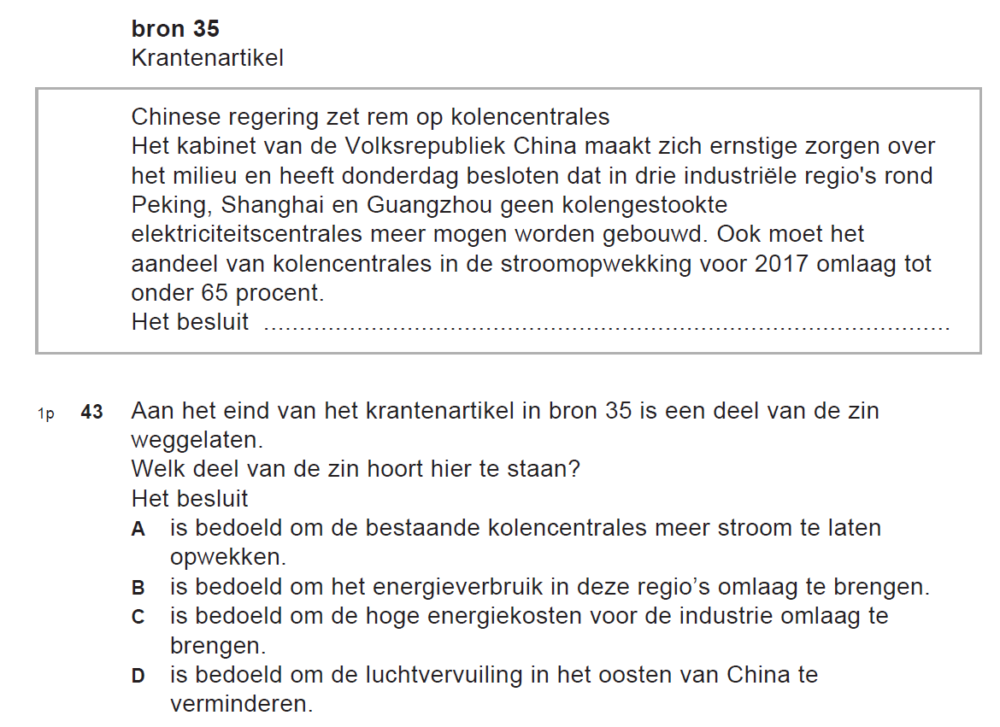 bron 35
Krantenartikel
Chinese regering zet rem op kolencentrales
Het kabinet van de Volksrepubliek China maakt zich ernstige zorgen over
het milieu en heeft donderdag besloten dat in drie industriële regio's rond
Peking, Shanghai en Guangzhou geen kolengestookte
elektriciteitscentrales meer mogen worden gebouwd. Ook moet het
aandeel van kolencentrales in de stroomopwekking voor 2017 omlaag tot
onder 65 procent.
Het besluit ................................................................................................
1p 43 Aan het eind van het krantenartikel in bron 35 is een deel van de zin
weggelaten.
Welk deel van de zin hoort hier te staan?
Het besluit
A is bedoeld om de bestaande kolencentrales meer stroom te laten
opwekken.
B is bedoeld om het energieverbruik in deze regio’s omlaag te brengen.
C is bedoeld om de hoge energiekosten voor de industrie omlaag te
brengen.
D is bedoeld om de luchtvervuiling in het oosten van China te
verminderen.